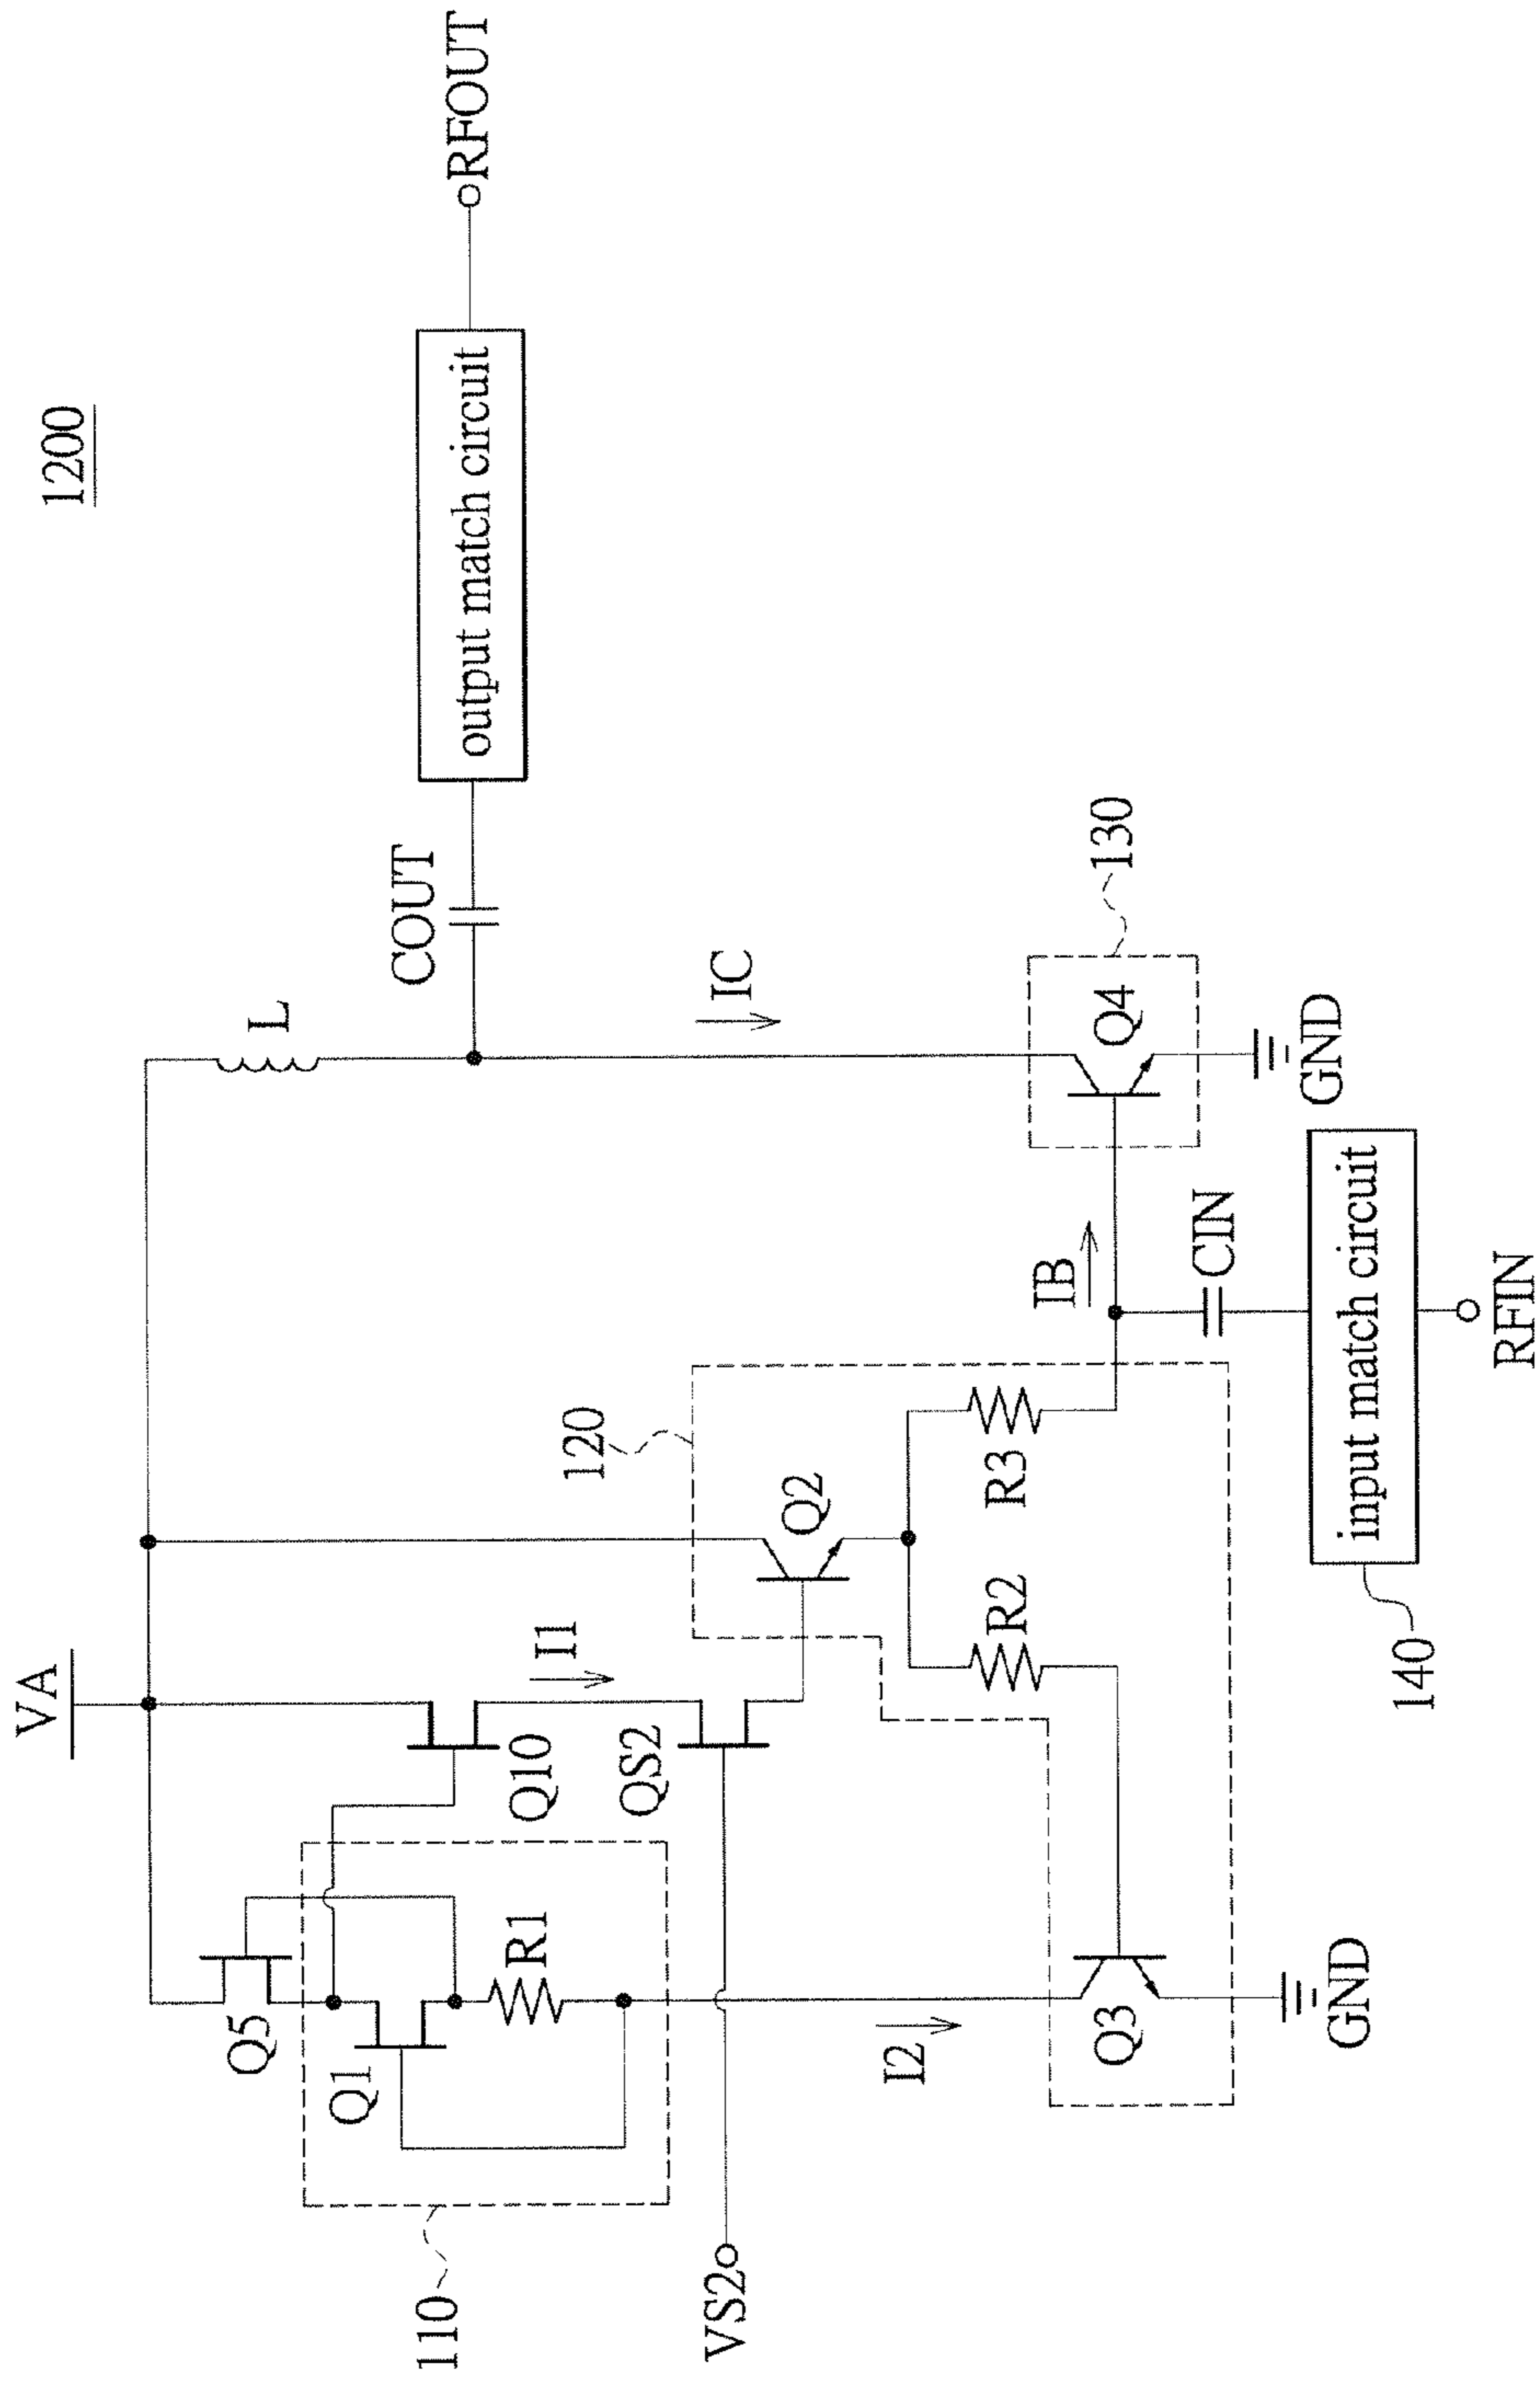 1200
VA
L
COUT
output match circuit
RFOUT
Q5
Q1
R1
110
Q10
I1
QS2
VS2
IC
120
Q2
R2
R3
I2
Q3
GND
IB
CIN
130
Q4
GND
140
input match circuit
RFIN